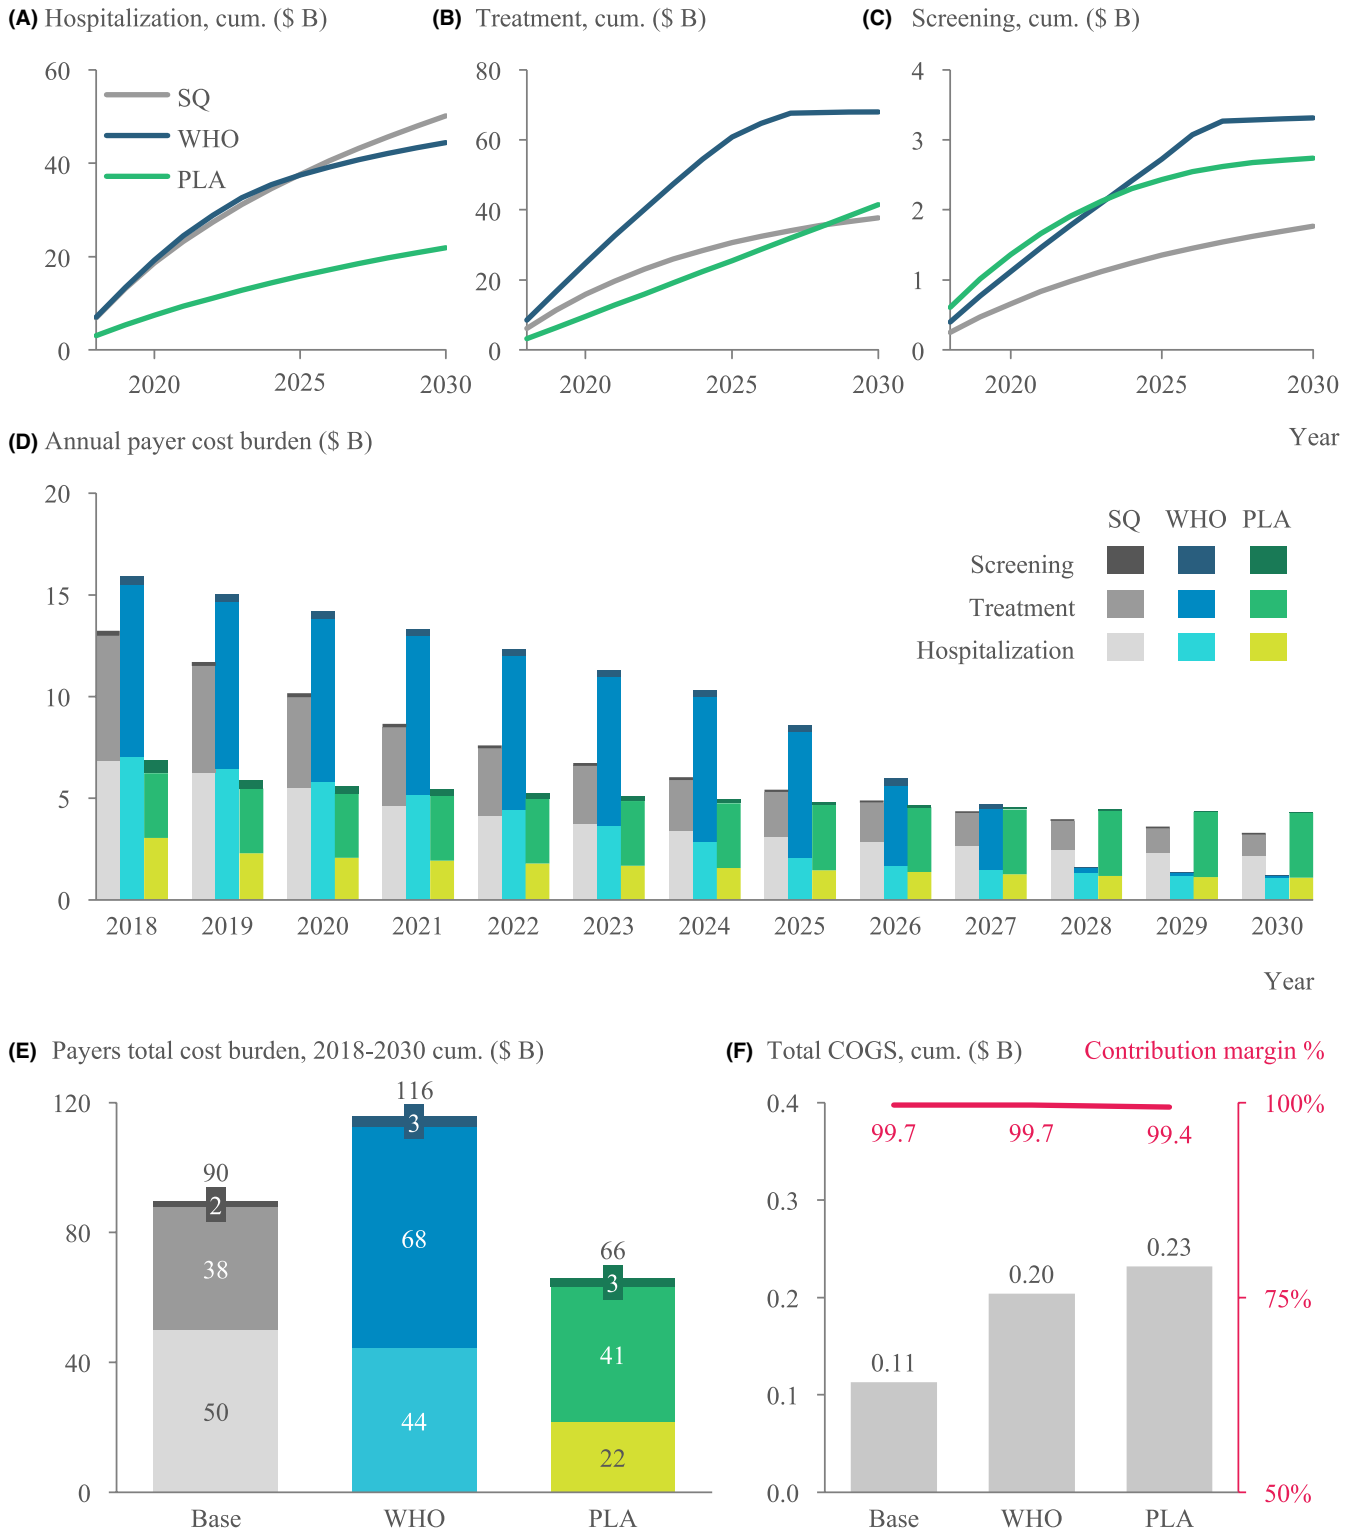 (A) Hospitalization, cum. ($ B)
(B) Treatment, cum. ($ B)
(C) Screening, cum. ($ B)
60
40
20
0
SQ
WHO
PLA
2020
2025
2030
80
60
40
20
0
2020
2025
2030
4
3
2
1
0
2020
2025
2030
Year
(D) Annual payer cost burden ($ B)
20
15
10
5
0
SQ WHO PLA
Screening
Treatment
Hospitalization
2018 2019 2020 2021 2022 2023 2024 2025 2026 2027 2028 2029 2030
Year
(E) Payers total cost burden, 2018-2030 cum. ($ B)
120
80
40
0
90
2
38
50
116
3
68
44
66
3
41
22
Base WHO PLA
(F) Total COGS, cum. ($ B)
Contribution margin %
0.4
0.3
0.2
0.1
0.0
99.7 99.7 99.4
0.11
0.20
0.23
100%
75%
50%
Base WHO PLA